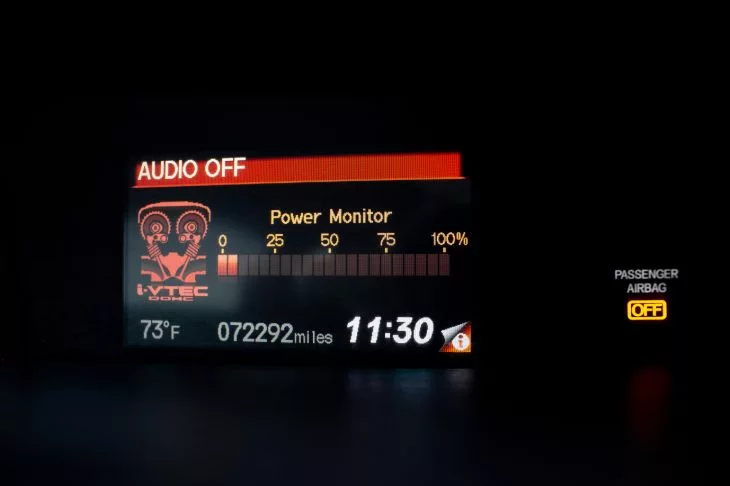 AUDIO OFF
Power Monitor
0 25 50 75 100%
i-VTEC
DOHC
73°F 072292miles 11:30 i
PASSENGER
AIRBAG
OFF